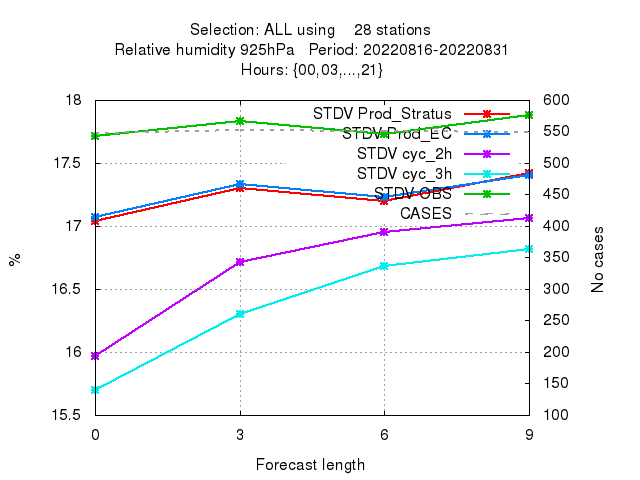 Selection: ALL using    28 stations
Relative humidity 925hPa   Period: 20220816-20220831
Hours: {00,03,...,21}
18
17.5
17
16.5
16
15.5
%
600
550
500
450
400
350
300
250
200
150
100
No cases
STDV Prod_Stratus
STDV Prod_EC
STDV cyc_2h
STDV cyc_3h
STDV OBS
CASES
0 3 6 9
Forecast length